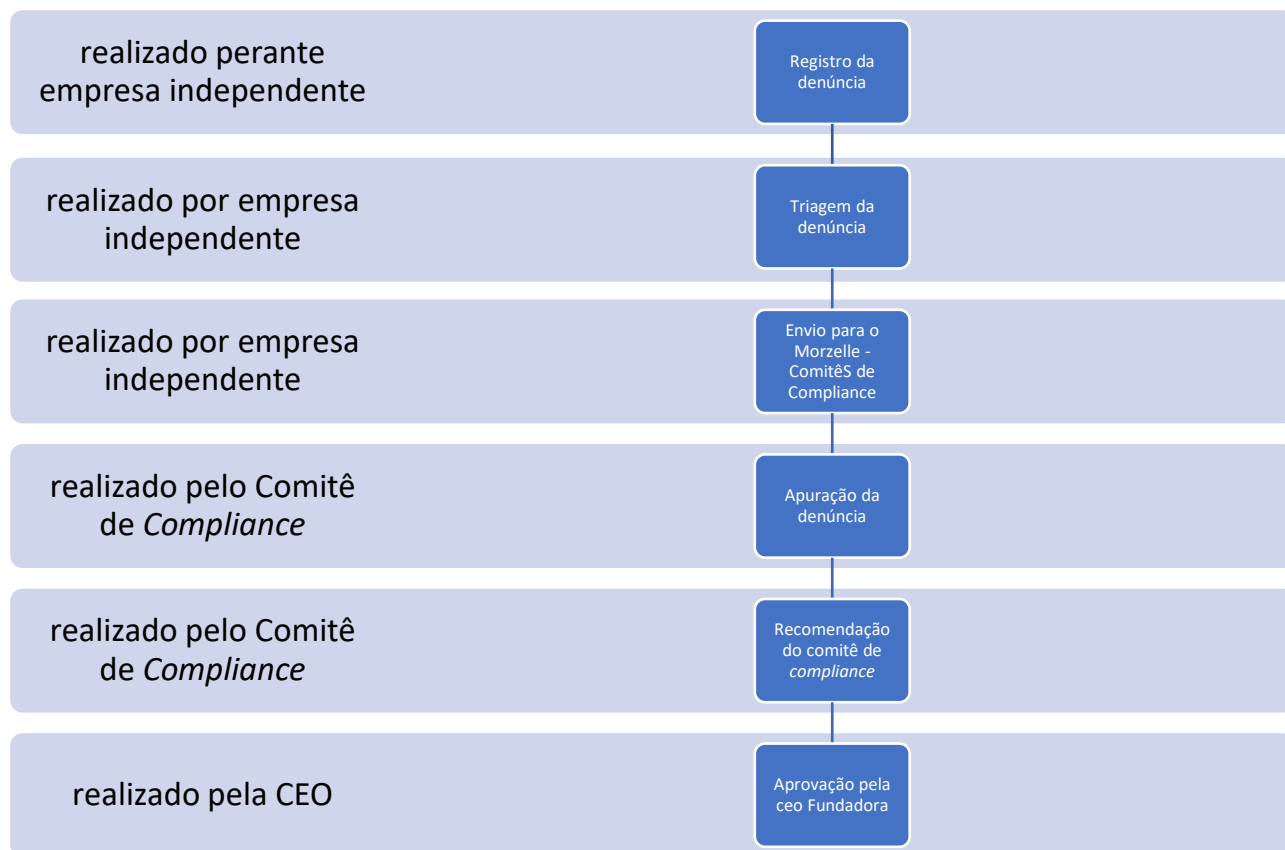 realizado perante
empresa independente
Registro da
denúncia
realizado por empresa
independente
Triagem da
denúncia
realizado por empresa
independente
Envio para o
Morzelle -
ComitêS de
Compliance
realizado pelo Comitê
de Compliance
Apuração da
denúncia
realizado pelo Comitê
de Compliance
Recomendação
do comitê de
compliance
realizado pela CEO
Aprovação pela
ceo Fundadora